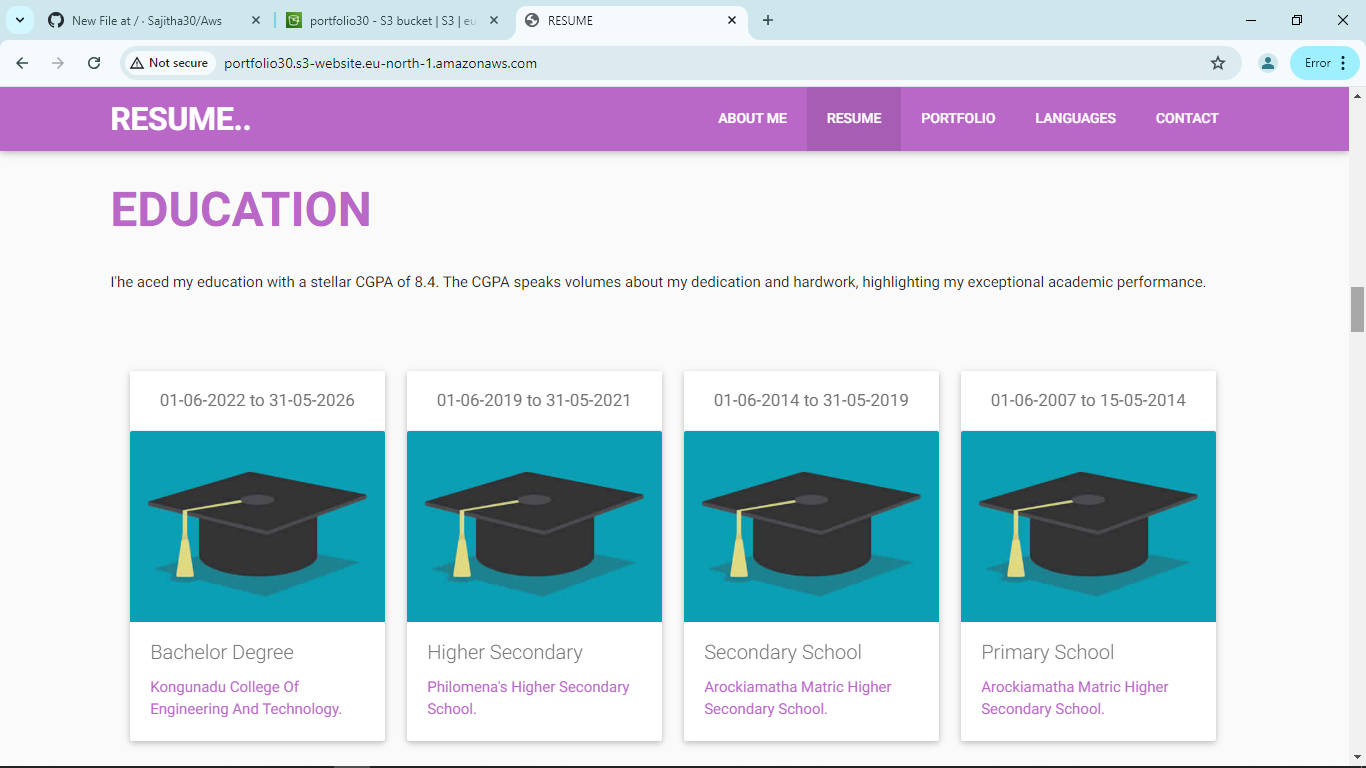 New File at / · Sajitha30/Aws
portfolio30 - S3 bucket | S3 | eu
RESUME
Not secure
portfolio30.s3-website.eu-north-1.amazonaws.com
Error
RESUME..
ABOUT ME
RESUME
PORTFOLIO
LANGUAGES
CONTACT
EDUCATION
I'he aced my education with a stellar CGPA of 8.4. The CGPA speaks volumes about my dedication and hardwork, highlighting my exceptional academic performance.
01-06-2022 to 31-05-2026
Bachelor Degree
Kongunadu College Of
Engineering And Technology.
01-06-2019 to 31-05-2021
Higher Secondary
Philomena's Higher Secondary
School.
01-06-2014 to 31-05-2019
Secondary School
Arockiamatha Matric Higher
Secondary School.
01-06-2007 to 15-05-2014
Primary School
Arockiamatha Matric Higher
Secondary School.